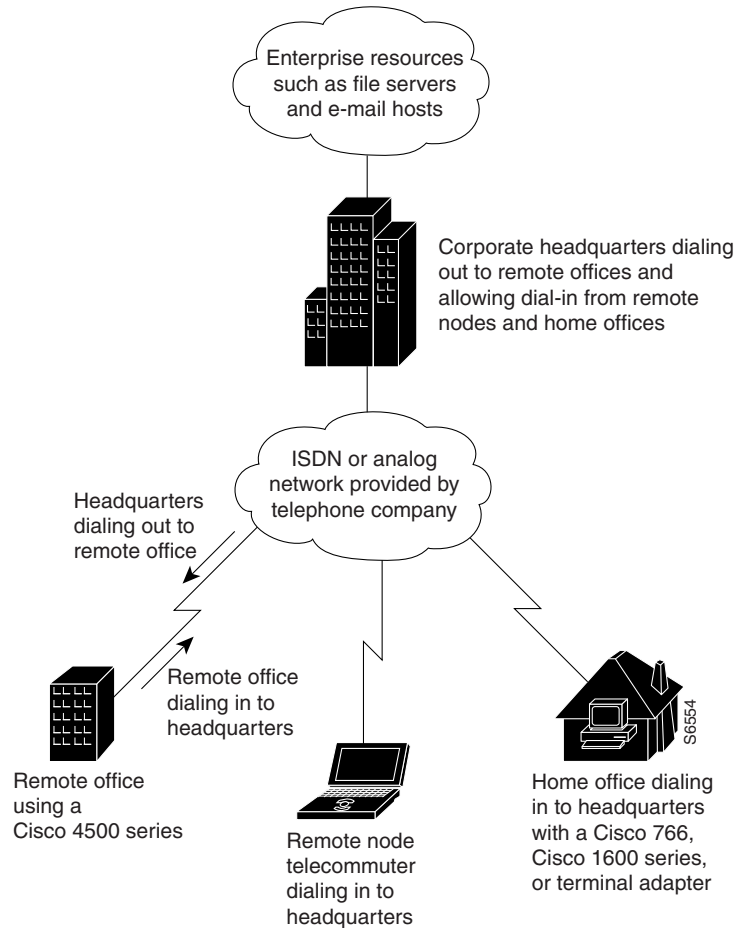 Enterprise resources
such as file servers
and e-mail hosts
Corporate headquarters dialing
out to remote offices and
allowing dial-in from remote
nodes and home offices
ISDN or analog
network provided by
telephone company
Headquarters
dialing out to
remote office
Remote office
dialing in to
headquarters
S6554
Remote office
using a
Cisco 4500 series
Remote node
telecommuter
dialing in to
headquarters
Home office dialing
in to headquarters
with a Cisco 766,
Cisco 1600 series,
or terminal adapter